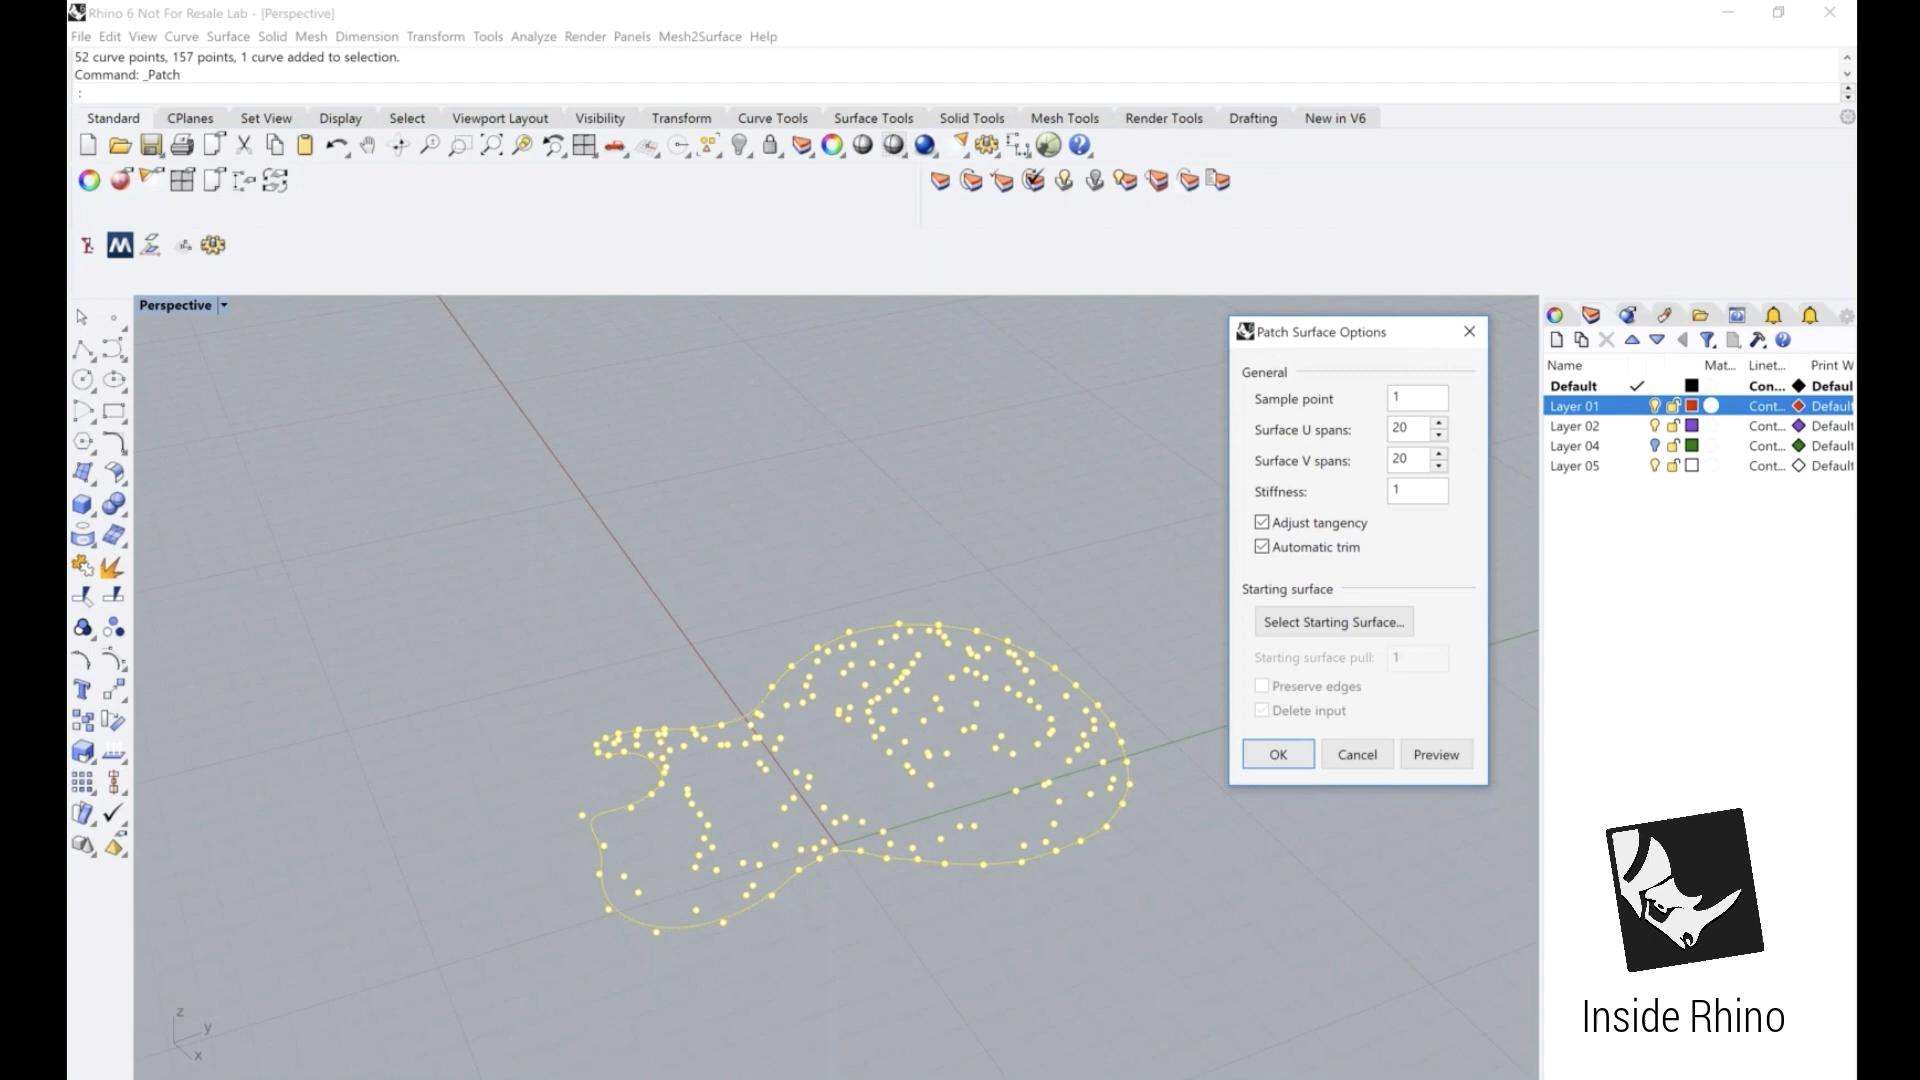 Rhino 6 Not For Resale Lab - [Perspective]
File Edit View Curve Surface Solid Mesh Dimension Transform Tools Analyze Render Panels Mesh2Surface Help
52 curve points, 157 points, 1 curve added to selection.
Command: _Patch
:
Standard CPlanes Set View Display Select Viewport Layout Visibility Transform Curve Tools Surface Tools Solid Tools Mesh Tools Render Tools Drafting New in V6
Perspective
Patch Surface Options
General
Sample point 1
Surface U spans: 20
Surface V spans: 20
Stiffness: 1
Adjust tangency
Automatic trim
Starting surface
Select Starting Surface...
Starting surface pull: 1
Preserve edges
Delete input
OK Cancel Preview
Name Mat... Linet... Print W
Default Con... Defaul
Layer 01 Cont... Default
Layer 02 Cont... Default
Layer 04 Cont... Default
Layer 05 Cont... Default
z
y
x
Inside Rhino